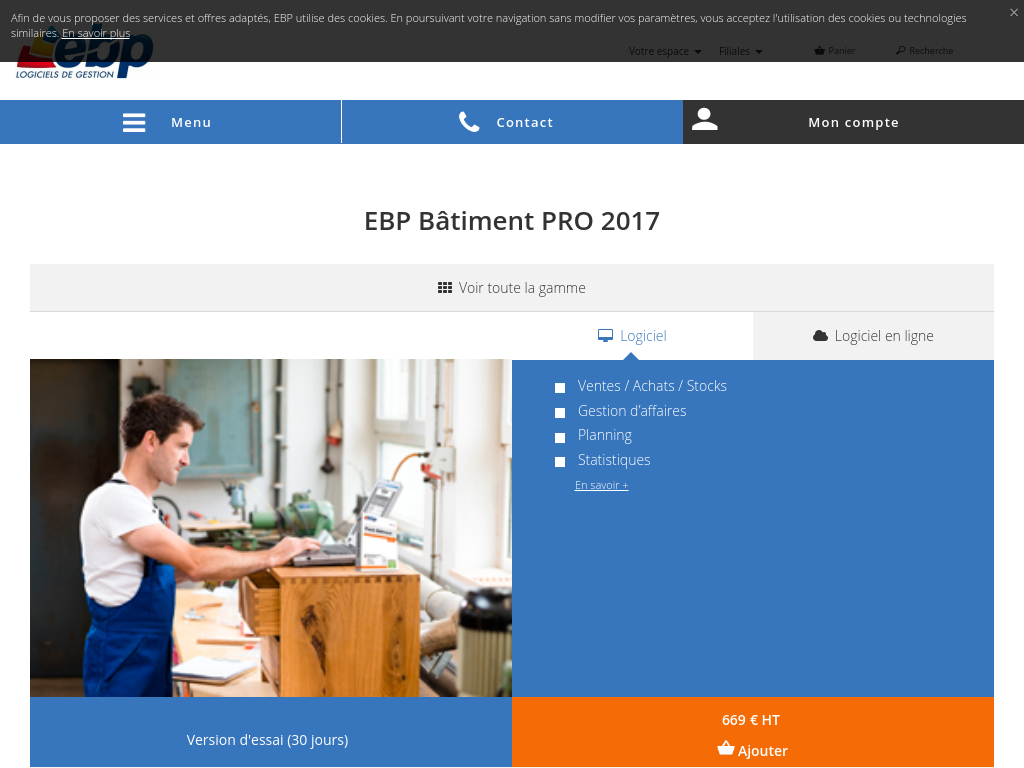 Afin de vous proposer des services et offres adaptés, EBP utilise des cookies. En poursuivant votre navigation sans modifier vos paramètres, vous acceptez l'utilisation des cookies ou technologies
similaires. En savoir plus
×
ebp
LOGICIELS DE GESTION
Votre espace
Filiales
Panier
Recherche
Menu
Contact
Mon compte
EBP Bâtiment PRO 2017
Voir toute la gamme
Logiciel
Logiciel en ligne
Ventes / Achats / Stocks
Gestion d'affaires
Planning
Statistiques
En savoir +
Version d'essai (30 jours)
669 € HT
Ajouter